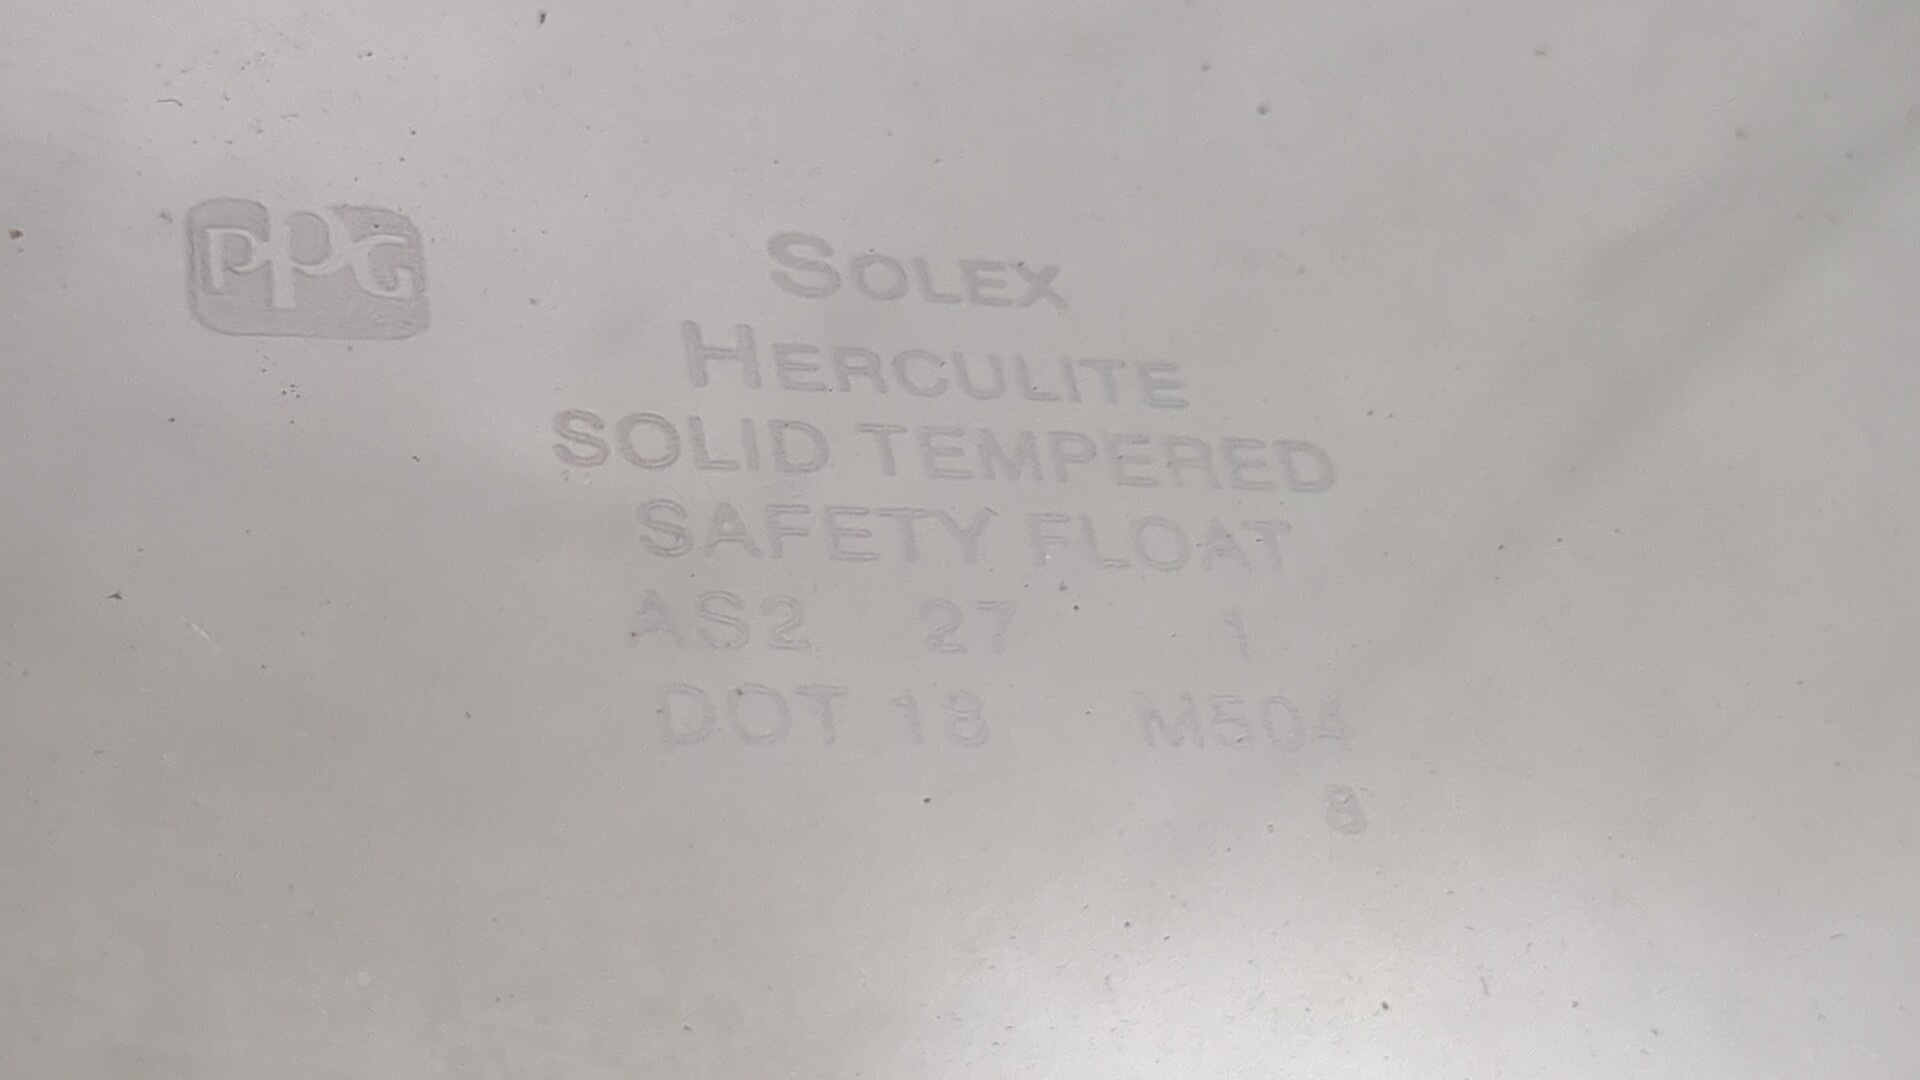 PPG
SOLEX
HERCULITE
SOLID TEMPERED
SAFETY FLOAT
AS2 27 1
DOT 18 M504
8